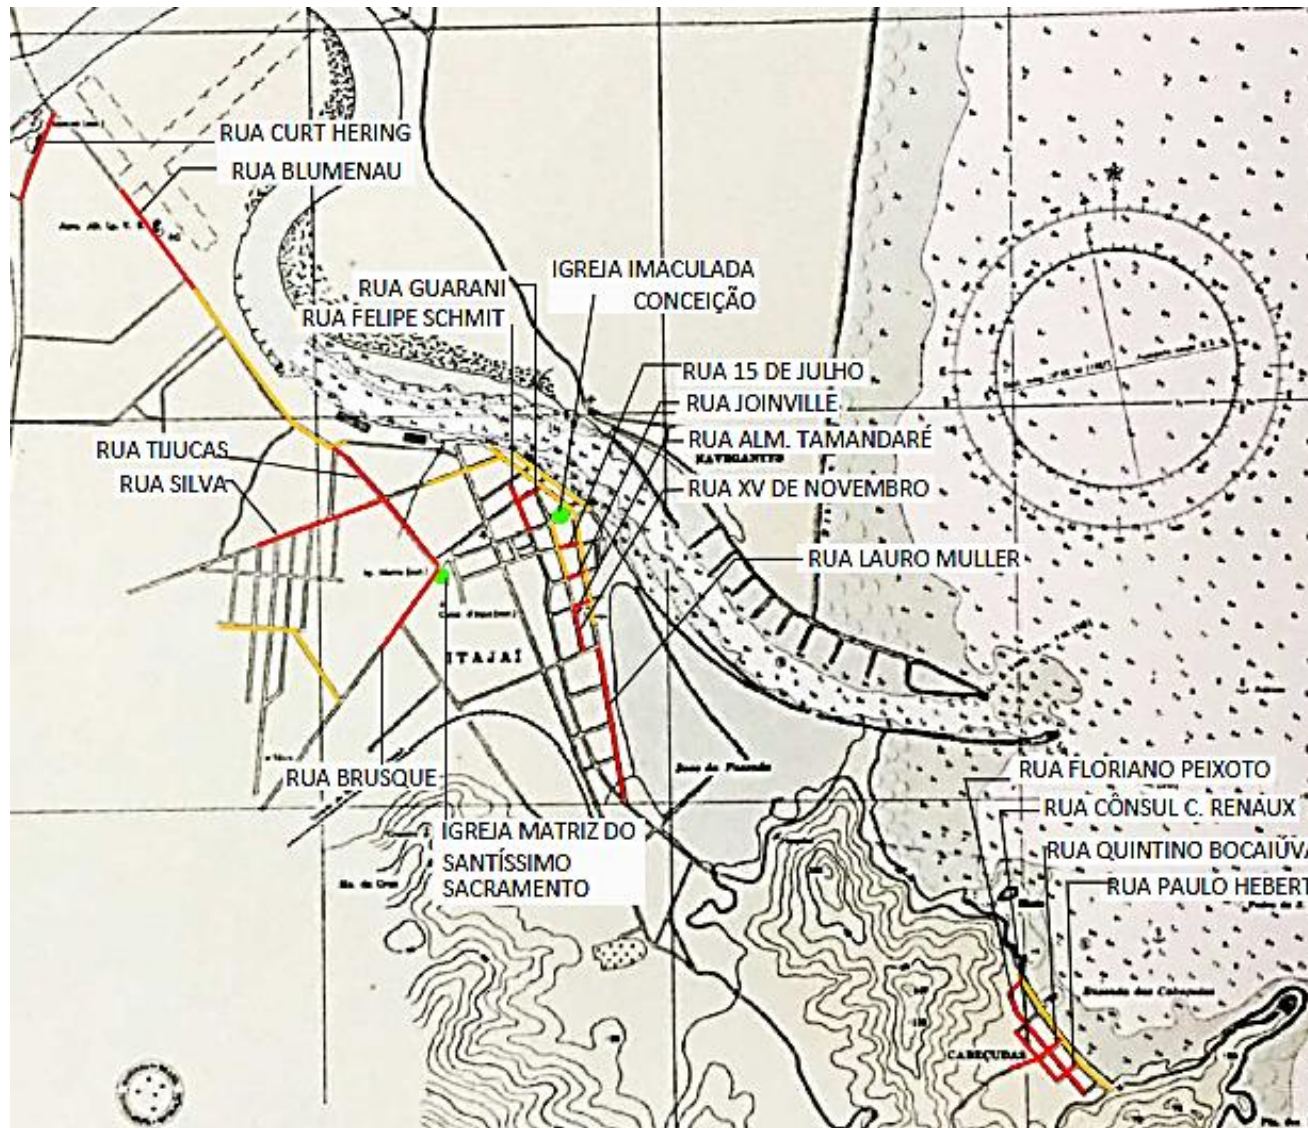 RUA CURT HERING
RUA BLUMENAU
IGREJA IMACULADA
CONCEIÇÃO
RUA GUARANI
RUA FELIPE SCHMIT
RUA 15 DE JULHO
RUA JOINVILLE
RUA ALM. TAMANDARÉ
NAVEGANTES
RUA TIJUCAS
RUA SILVA
RUA XV DE NOVEMBRO
RUA LAURO MULLER
ITAJAÍ
RUA BRUSQUE
RUA FLORIANO PEIXOTO
RUA CÔNSUL C. RENAUX
IGREJA MATRIZ DO
SANTÍSSIMO
SACRAMENTO
RUA QUINTINO BOCAIÜVA
RUA PAULO HEBERT
CABEÇUDAS